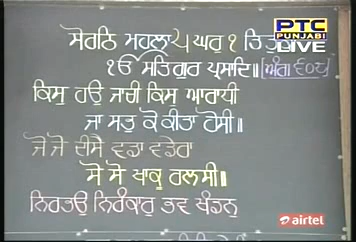 PTC
PUNJABI
LIVE
ਸੋਰਠਿ ਮਹਲਾ ੫ ਘਰੁ ੧ ਤਿਤੁਕੇ
ੴ ਸਤਿਗੁਰ ਪ੍ਰਸਾਦਿ॥ [ਅੰਗ ੬੦੮]
ਕਿਸੁ ਹਉ ਜਾਚੀ ਕਿਸੁ ਆਰਾਧੀ
ਜਾ ਸਭੁ ਕੋ ਕੀਤਾ ਹੋਸੀ॥
ਜੋ ਜੋ ਦੀਸੈ ਵਡਾ ਵਡੇਰਾ
ਸੋ ਸੋ ਖਾਕੂ ਰਲਸੀ॥
ਨਿਰਭਉ ਨਿਰੰਕਾਰੁ ਭਵ ਖੰਡਨੁ
airtel